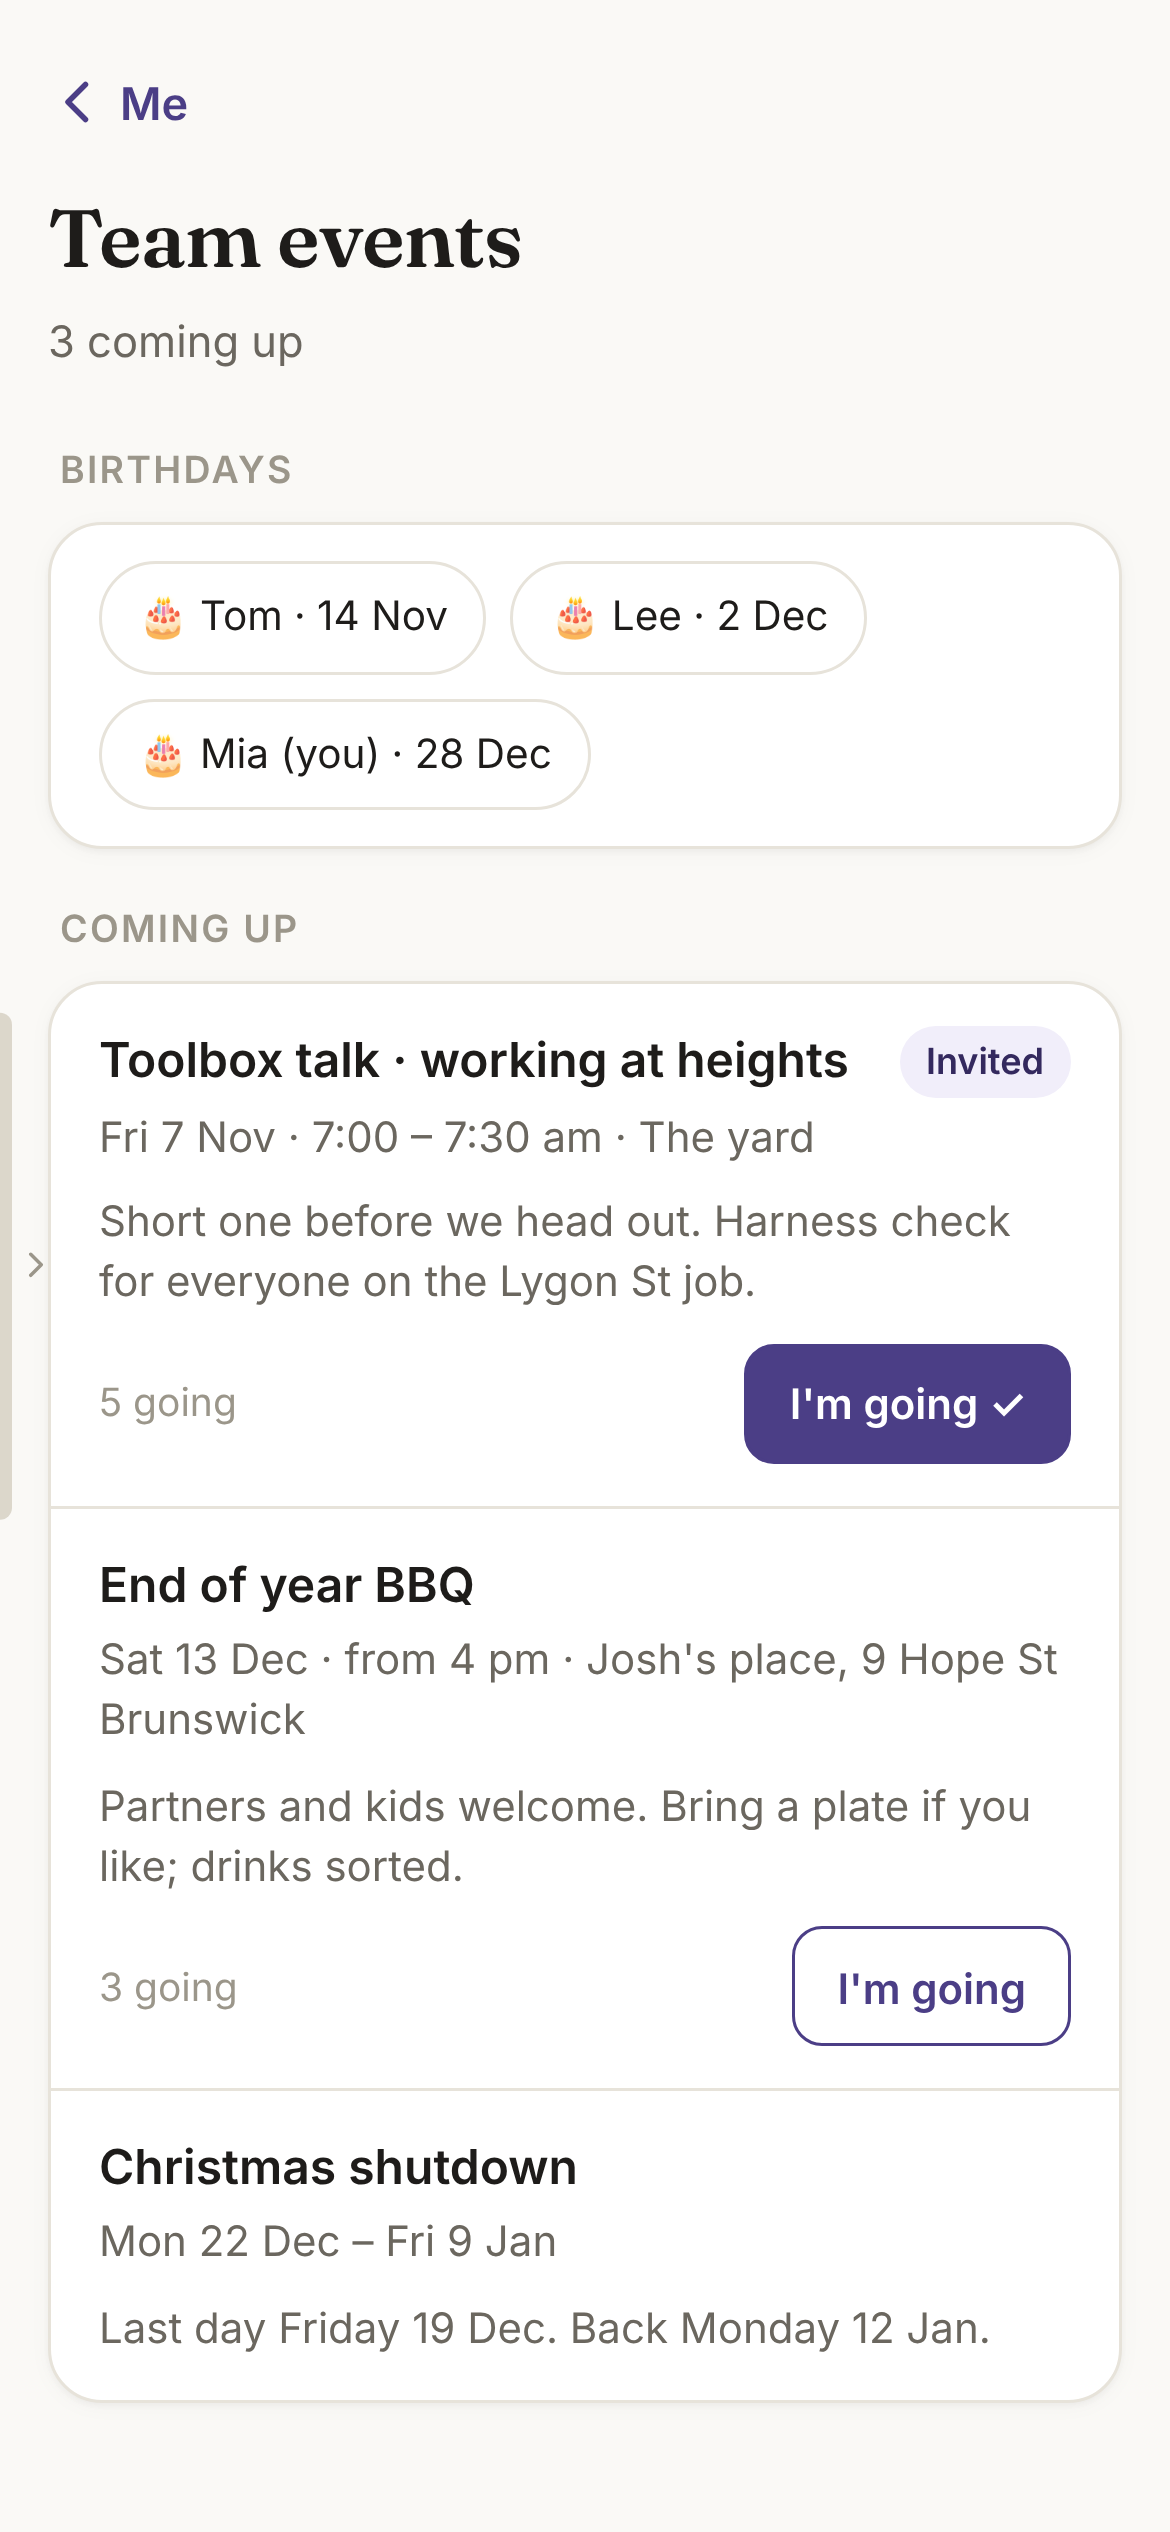 Me
Team events
3 coming up
BIRTHDAYS
🎂 Tom · 14 Nov
🎂 Lee · 2 Dec
🎂 Mia (you) · 28 Dec
COMING UP
Toolbox talk · working at heights
Invited
Fri 7 Nov · 7:00 – 7:30 am · The yard
Short one before we head out. Harness check
for everyone on the Lygon St job.
5 going
I'm going ✓
End of year BBQ
Sat 13 Dec · from 4 pm · Josh's place, 9 Hope St
Brunswick
Partners and kids welcome. Bring a plate if you
like; drinks sorted.
3 going
I'm going
Christmas shutdown
Mon 22 Dec – Fri 9 Jan
Last day Friday 19 Dec. Back Monday 12 Jan.